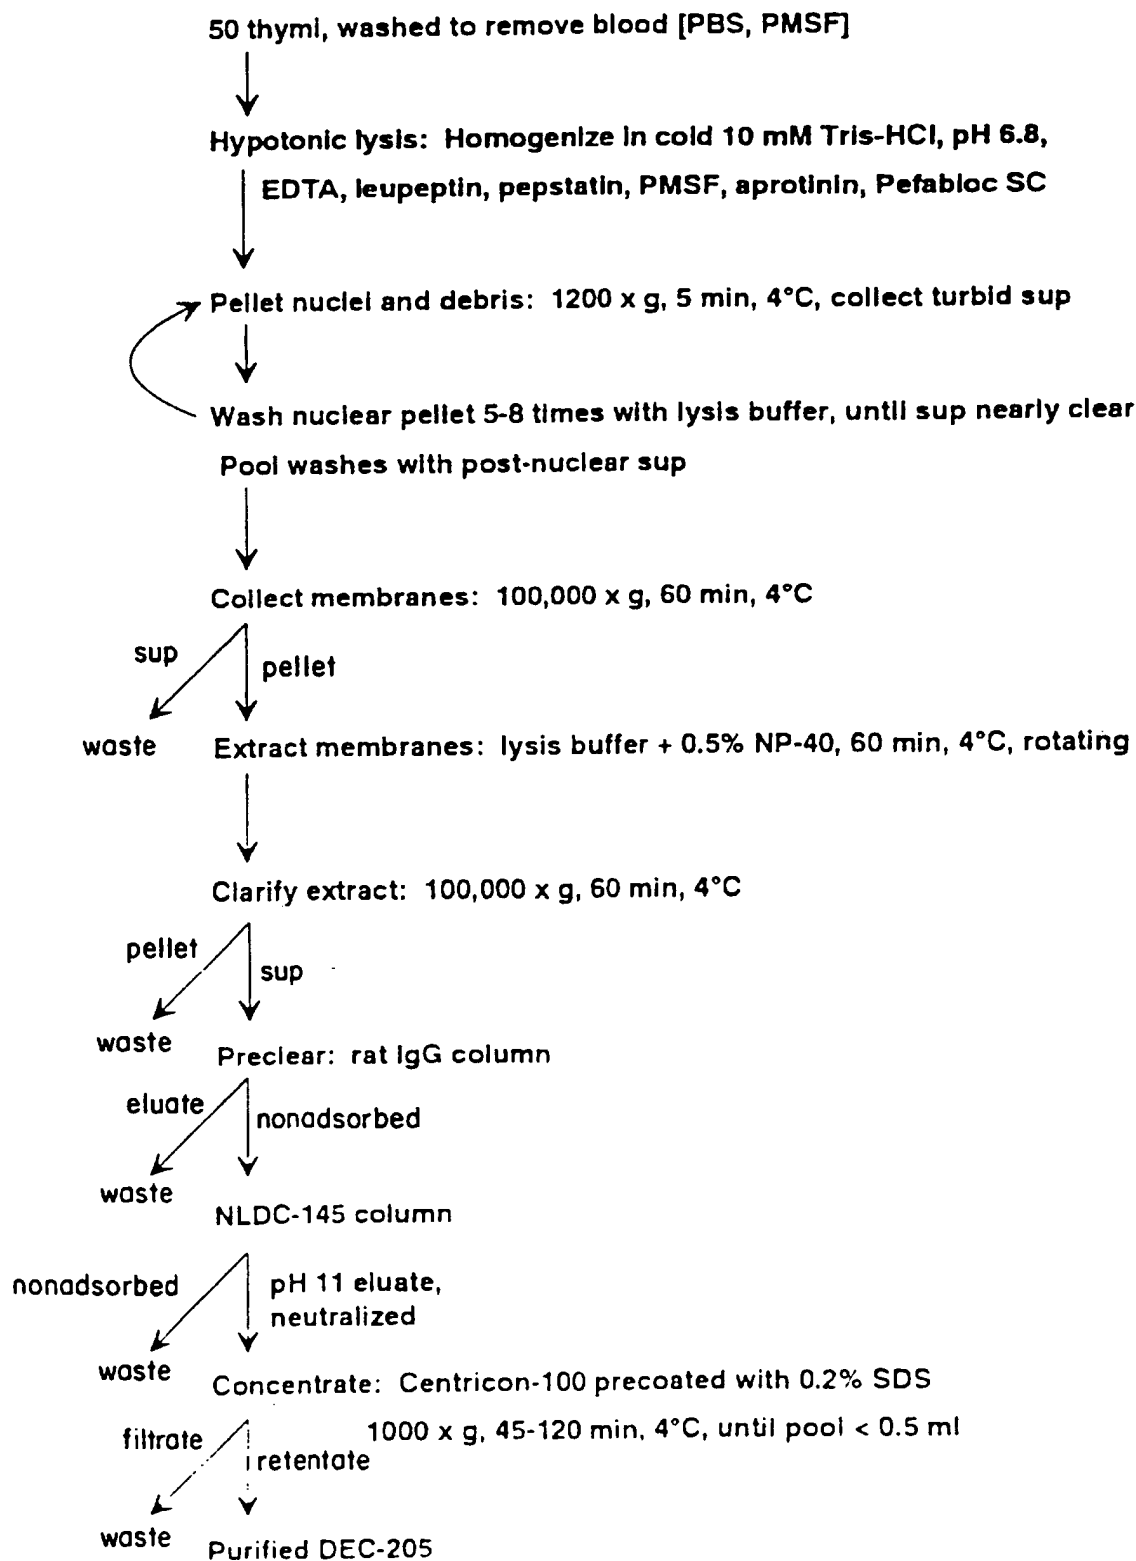 50 thymi, washed to remove blood [PBS, PMSF]
Hypotonic lysis: Homogenize in cold 10 mM Tris-HCl, pH 6.8,
EDTA, leupeptin, pepstatin, PMSF, aprotinin, Pefabloc SC
Pellet nuclei and debris: 1200 x g, 5 min, 4°C, collect turbid sup
Wash nuclear pellet 5-8 times with lysis buffer, until sup nearly clear
Pool washes with post-nuclear sup
Collect membranes: 100,000 x g, 60 min, 4°C
sup
pellet
waste
Extract membranes: lysis buffer + 0.5% NP-40, 60 min, 4°C, rotating
Clarify extract: 100,000 x g, 60 min, 4°C
pellet
sup
waste
Preclear: rat IgG column
eluate
nonadsorbed
waste
NLDC-145 column
nonadsorbed
pH 11 eluate,
neutralized
waste
Concentrate: Centricon-100 precoated with 0.2% SDS
1000 x g, 45-120 min, 4°C, until pool < 0.5 ml
filtrate
retentate
waste
Purified DEC-205